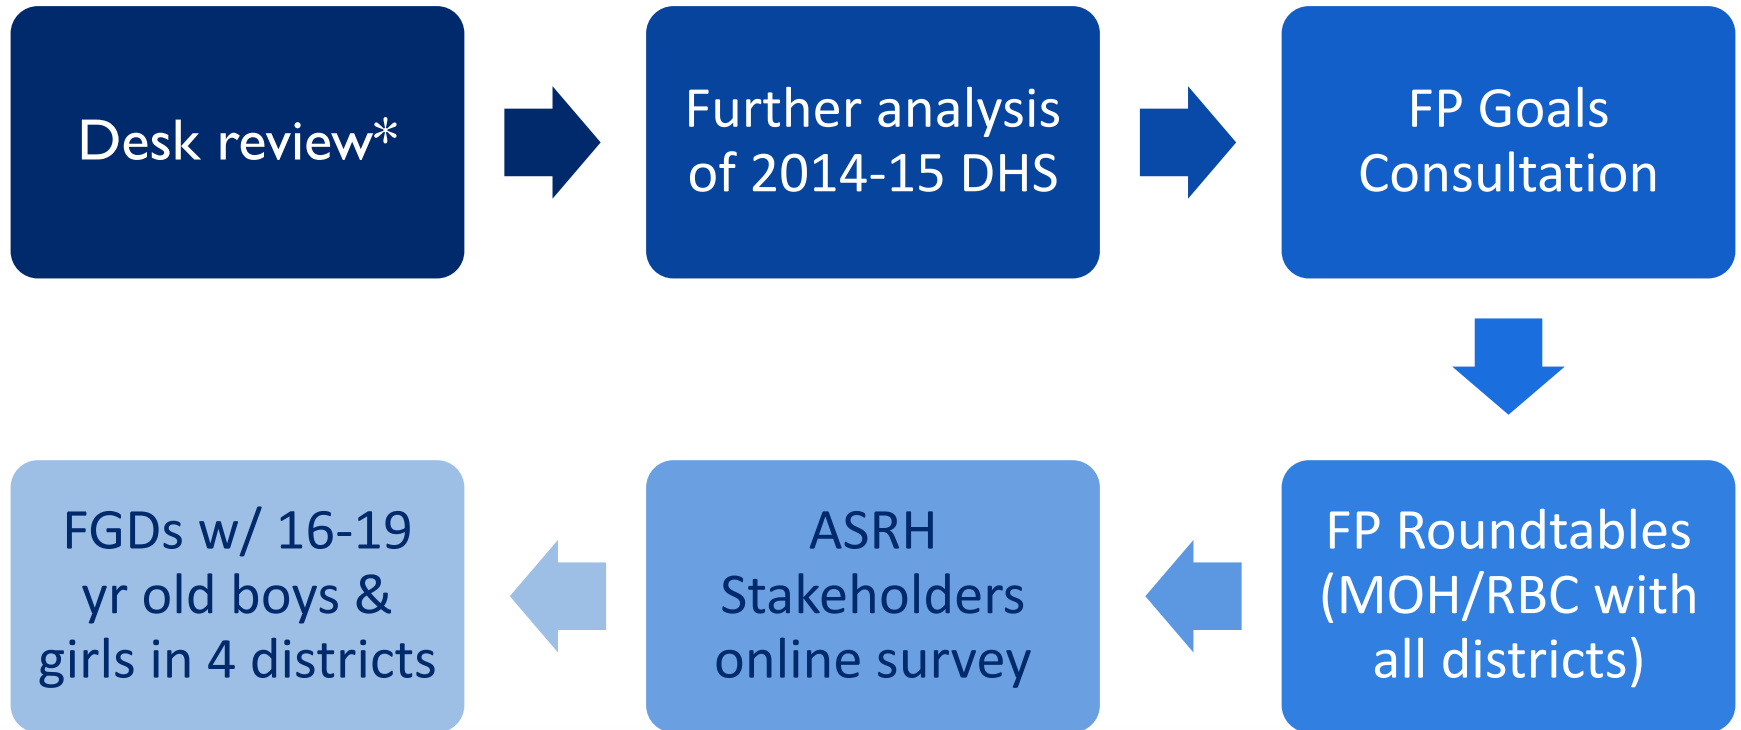 Desk review*
Further analysis
of 2014-15 DHS
FP Goals
Consultation
FP Roundtables
(MOH/RBC with
all districts)
ASRH
Stakeholders
online survey
FGDs w/ 16-19
yr old boys &
girls in 4 districts